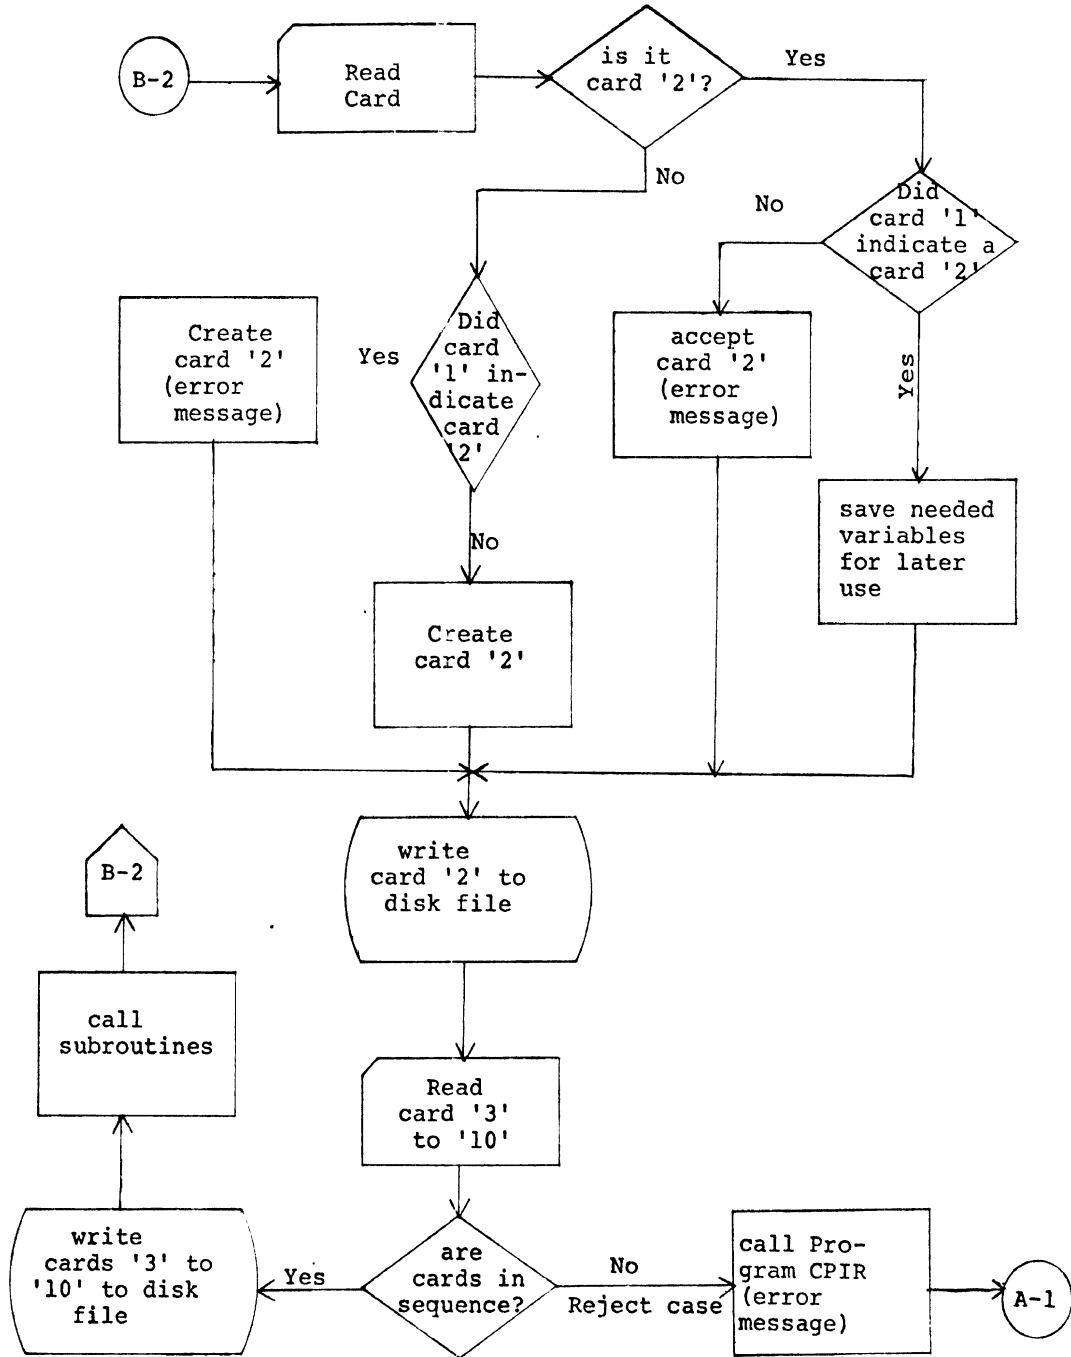 B-2
Read
Card
is it
card '2'?
Yes
No
Did
card '1'
indicate a
card '2'
No
Yes
Create
card '2'
(error
message)
Yes
Did
card
'1' in-
dicate
card
'2'
No
accept
card '2'
(error
message)
save needed
variables
for later
use
Create
card '2'
write
card '2' to
disk file
B-2
call
subroutines
Read
card '3'
to '10'
write
cards '3' to
'10' to disk
file
Yes
are
cards in
sequence?
No
Reject case
call Pro-
gram CPIR
(error
message)
A-1